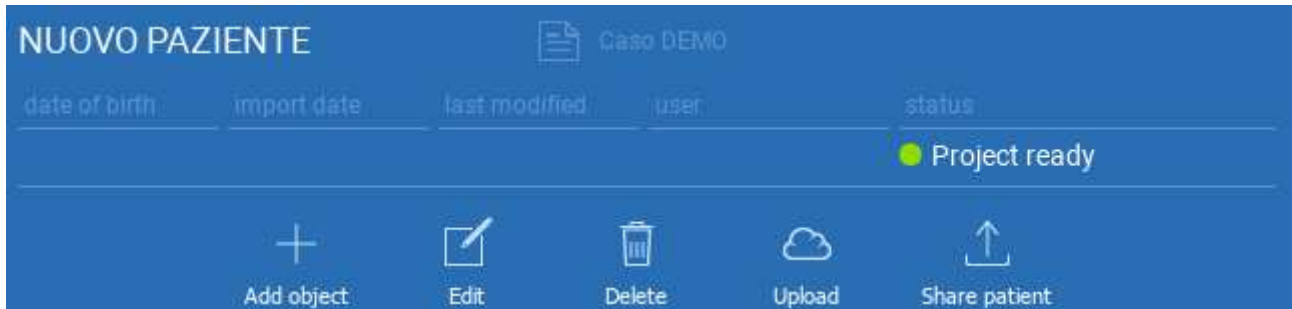 NUOVO PAZIENTE Caso DEMO
date of birth import date last modified user status
Project ready
Add object Edit Delete Upload Share patient